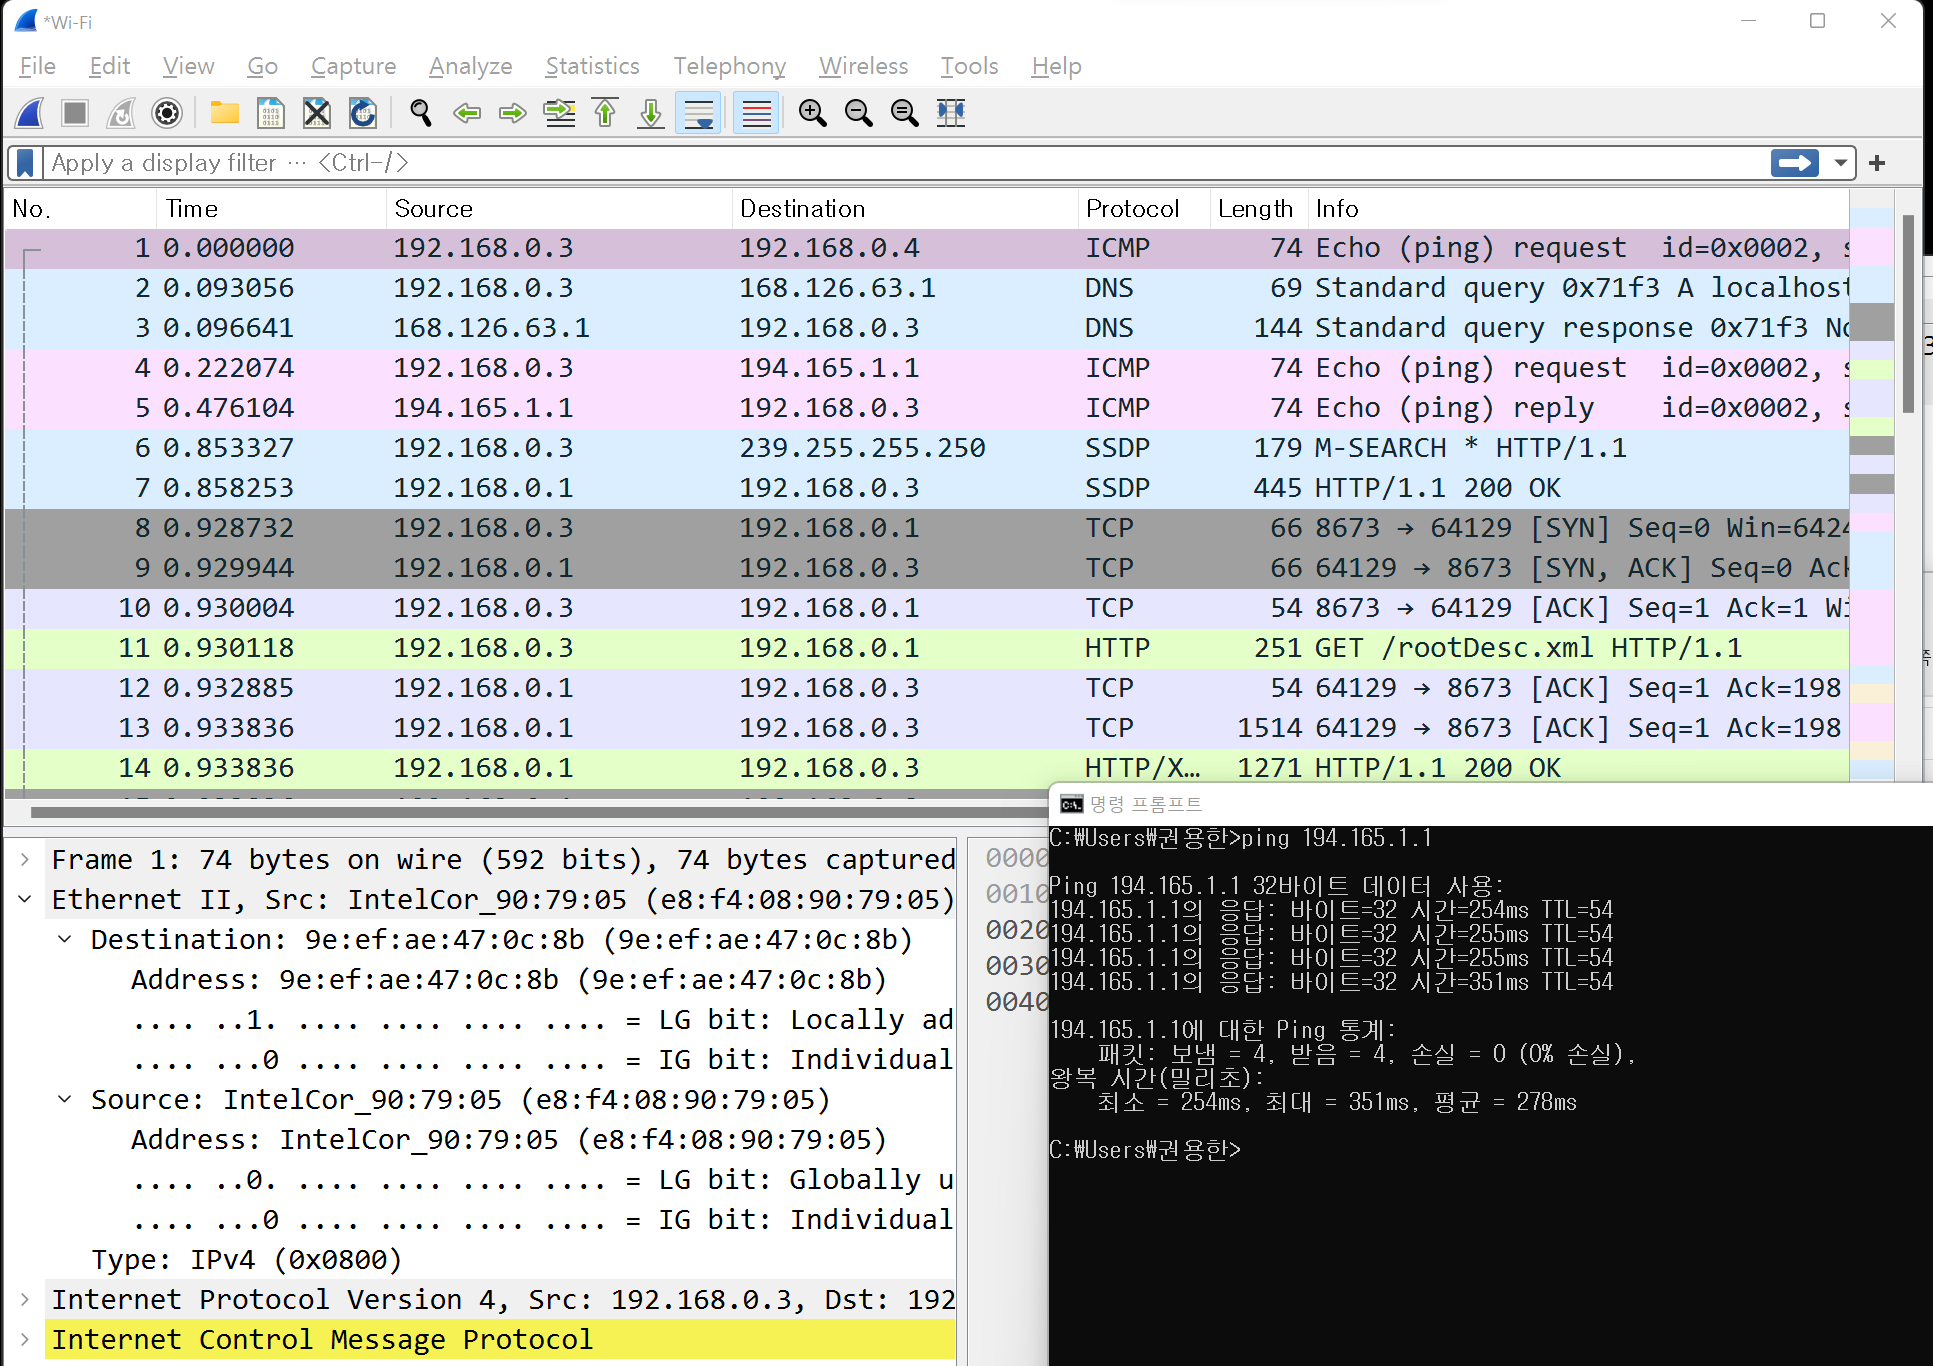 *Wi-Fi
File Edit View Go Capture Analyze Statistics Telephony Wireless Tools Help
Apply a display filter ··· <Ctrl-/>
No. Time Source Destination Protocol Length Info
1 0.000000 192.168.0.3 192.168.0.4 ICMP 74 Echo (ping) request id=0x0002,
2 0.093056 192.168.0.3 168.126.63.1 DNS 69 Standard query 0x71f3 A localhost
3 0.096641 168.126.63.1 192.168.0.3 DNS 144 Standard query response 0x71f3 No
4 0.222074 192.168.0.3 194.165.1.1 ICMP 74 Echo (ping) request id=0x0002,
5 0.476104 194.165.1.1 192.168.0.3 ICMP 74 Echo (ping) reply id=0x0002,
6 0.853327 192.168.0.3 239.255.255.250 SSDP 179 M-SEARCH * HTTP/1.1
7 0.858253 192.168.0.1 192.168.0.3 SSDP 445 HTTP/1.1 200 OK
8 0.928732 192.168.0.3 192.168.0.1 TCP 66 8673 → 64129 [SYN] Seq=0 Win=6424
9 0.929944 192.168.0.1 192.168.0.3 TCP 66 64129 → 8673 [SYN, ACK] Seq=0 Ack
10 0.930004 192.168.0.3 192.168.0.1 TCP 54 8673 → 64129 [ACK] Seq=1 Ack=1 Wi
11 0.930118 192.168.0.3 192.168.0.1 HTTP 251 GET /rootDesc.xml HTTP/1.1
12 0.932885 192.168.0.1 192.168.0.3 TCP 54 64129 → 8673 [ACK] Seq=1 Ack=198
13 0.933836 192.168.0.1 192.168.0.3 TCP 1514 64129 → 8673 [ACK] Seq=1 Ack=198
14 0.933836 192.168.0.1 192.168.0.3 HTTP/X… 1271 HTTP/1.1 200 OK
Frame 1: 74 bytes on wire (592 bits), 74 bytes captured
Ethernet II, Src: IntelCor_90:79:05 (e8:f4:08:90:79:05)
Destination: 9e:ef:ae:47:0c:8b (9e:ef:ae:47:0c:8b)
Address: 9e:ef:ae:47:0c:8b (9e:ef:ae:47:0c:8b)
.... ..1. .... .... .... .... = LG bit: Locally ad
.... ...0 .... .... .... .... = IG bit: Individual
Source: IntelCor_90:79:05 (e8:f4:08:90:79:05)
Address: IntelCor_90:79:05 (e8:f4:08:90:79:05)
.... ..0. .... .... .... .... = LG bit: Globally u
.... ...0 .... .... .... .... = IG bit: Individual
Type: IPv4 (0x0800)
Internet Protocol Version 4, Src: 192.168.0.3, Dst: 192
Internet Control Message Protocol
0000
0010
0020
0030
0040
명령 프롬프트
C:₩Users₩권용한>ping 194.165.1.1
Ping 194.165.1.1 32바이트 데이터 사용:
194.165.1.1의 응답: 바이트=32 시간=254ms TTL=54
194.165.1.1의 응답: 바이트=32 시간=255ms TTL=54
194.165.1.1의 응답: 바이트=32 시간=255ms TTL=54
194.165.1.1의 응답: 바이트=32 시간=351ms TTL=54
194.165.1.1에 대한 Ping 통계:
패킷: 보냄 = 4, 받음 = 4, 손실 = 0 (0% 손실),
왕복 시간(밀리초):
최소 = 254ms, 최대 = 351ms, 평균 = 278ms
C:₩Users₩권용한>